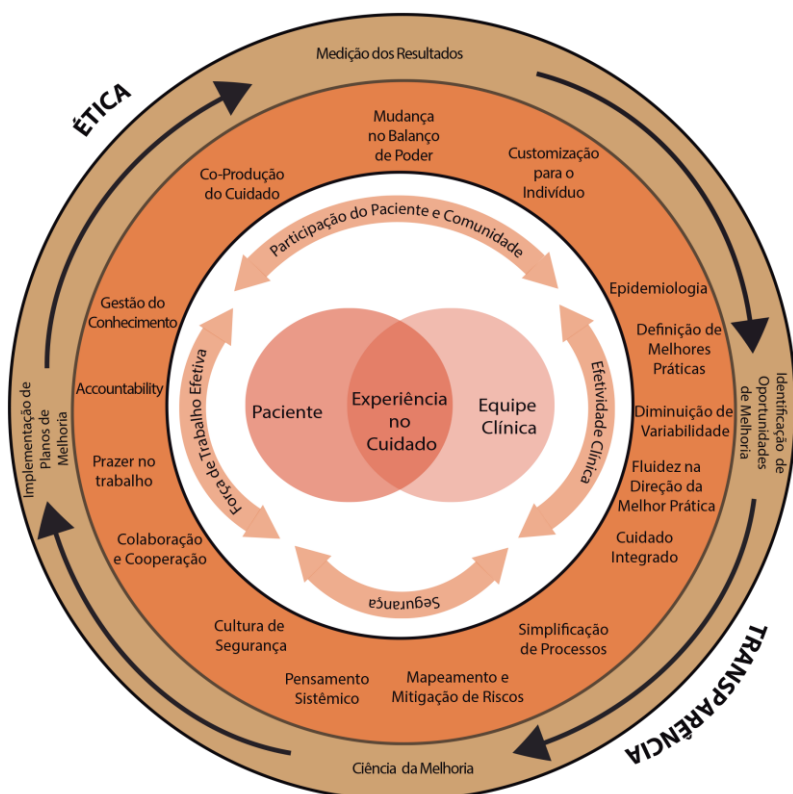 Medição dos Resultados
ÉTICA
Mudança
no Balanço
de Poder
Co-Produção
do Cuidado
Customização
para o
Indivíduo
Participação do Paciente e Comunidade
Gestão do
Conhecimento
Epidemiologia
Definição de
Melhores
Práticas
Accountability
Força de Trabalho Efetiva
Paciente
Experiência
no
Cuidado
Equipe
Clínica
Efetividade Clínica
Diminuição de
Variabilidade
Identificação de
Oportunidades
de Melhoria
Implementação de
Planos de
Melhoria
Prazer no
trabalho
Fluidez na
Direção da
Melhor Prática
Colaboração
e Cooperação
Cuidado
Integrado
Segurança
Cultura de
Segurança
Simplificação
de Processos
Pensamento
Sistêmico
Mapeamento e
Mitigação de Riscos
TRANSPARÊNCIA
Ciência da Melhoria